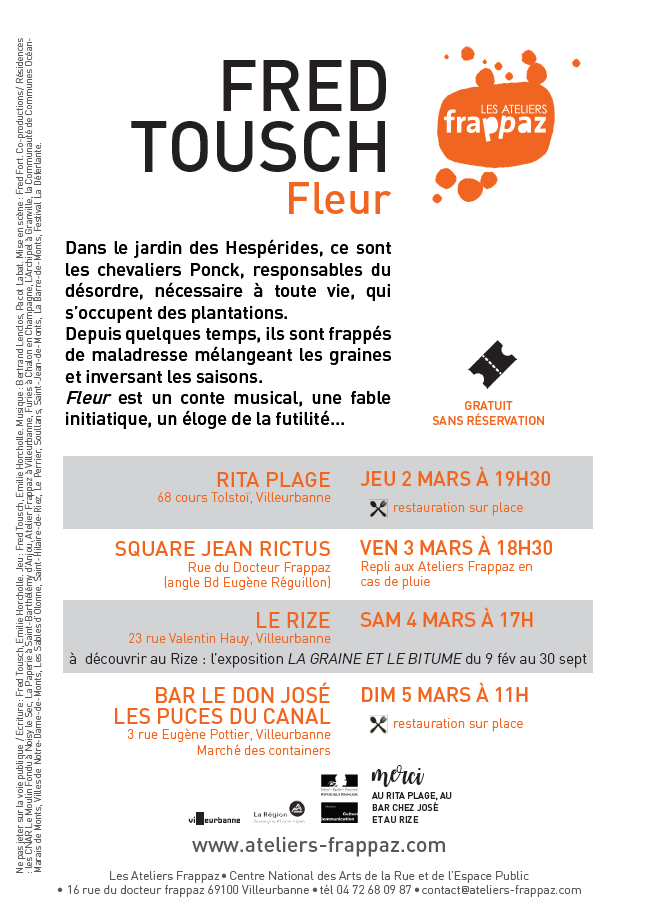 FRED
TOUSCH
Fleur
LES ATELIERS
frappaz
Dans le jardin des Hespérides, ce sont
les chevaliers Ponck, responsables du
désordre, nécessaire à toute vie, qui
s'occupent des plantations.
Depuis quelques temps, ils sont frappés
de maladresse mélangeant les graines
et inversant les saisons.
Fleur est un conte musical, une fable
initiatique, un éloge de la futilité...
GRATUIT
SANS RÉSERVATION
RITA PLAGE
68 cours Tolstoï, Villeurbanne
JEU 2 MARS À 19H30
restauration sur place
SQUARE JEAN RICTUS
Rue du Docteur Frappaz
(angle Bd Eugène Réguillon)
VEN 3 MARS À 18H30
Repli aux Ateliers Frappaz en
cas de pluie
LE RIZE
23 rue Valentin Hauy, Villeurbanne
SAM 4 MARS À 17H
à découvrir au Rize : l'exposition LA GRAINE ET LE BITUME du 9 fév au 30 sept
BAR LE DON JOSÉ
LES PUCES DU CANAL
3 rue Eugène Pottier, Villeurbanne
Marché des containers
DIM 5 MARS À 11H
restauration sur place
villeurbanne
La Région
Auvergne-Rhône-Alpes
RÉPUBLIQUE FRANÇAISE
Culture
Communication
merci
AU RITA PLAGE, AU
BAR CHEZ JOSÉ
ET AU RIZE
www.ateliers-frappaz.com
Les Ateliers Frappaz • Centre National des Arts de la Rue et de l'Espace Public
• 16 rue du docteur frappaz 69100 Villeurbanne • tél 04 72 68 09 87 • contact@ateliers-frappaz.com
Ne pas jeter sur la voie publique / Ecriture : Fred Tousch, Emilie Horcholle. Jeu : Fred Tousch, Emilie Horcholle. Musique : Bertrand Lenclos, Pacot Labat. Mise en scène : Fred Fort. Co-productions/ Résidences
: les CNAR Le Moulin Fondu à Noisy le Sec, La Paperie à Saint-Barthélémy d'Anjou, Atelier Frappaz à Villeurbanne, Furies à Chalon en Champagne, L'Archipel à Granville, la Communauté de Communes Océan-
Marais de Monts, Villes de Notre-Dame-de-Monts, Les Sables d'Olonne, Saint-Hilaire-de Riez, Le Perrier, Soullans, Saint-Jean-de-Monts, La Barre-de-Monts, Festival La Déferlante.